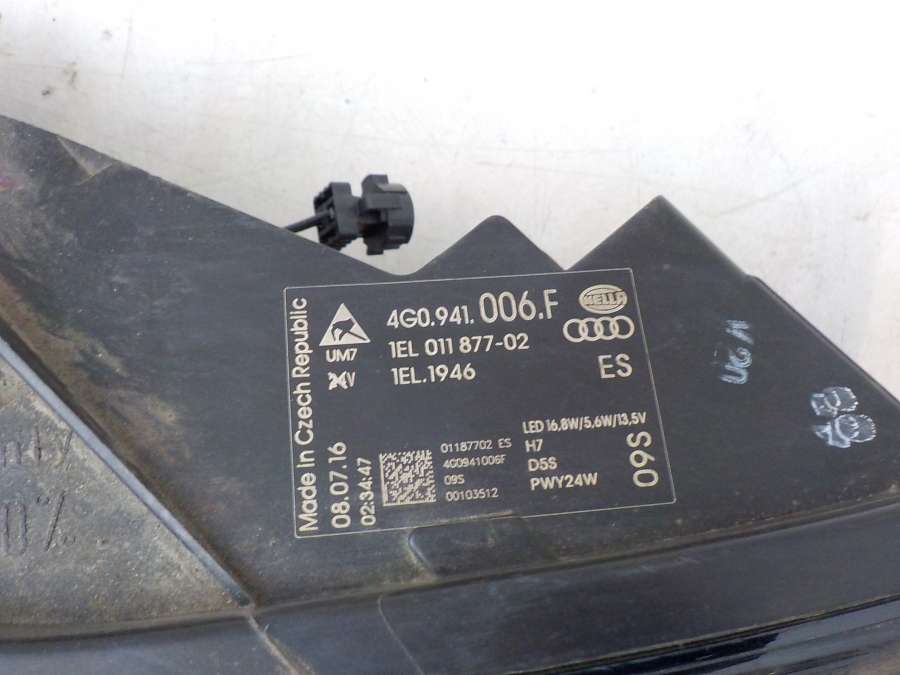 Made in Czech Republic
08.07.16
02:34:47
UM7
4G0.941. 006.F
HELLA
1EL 011 877-02
1EL.1946
ES
LED 16,8W/5,6W/13,5V
H7
D5S
PWY24W
09S
01187702 ES
4G0941006F
09S
00103512